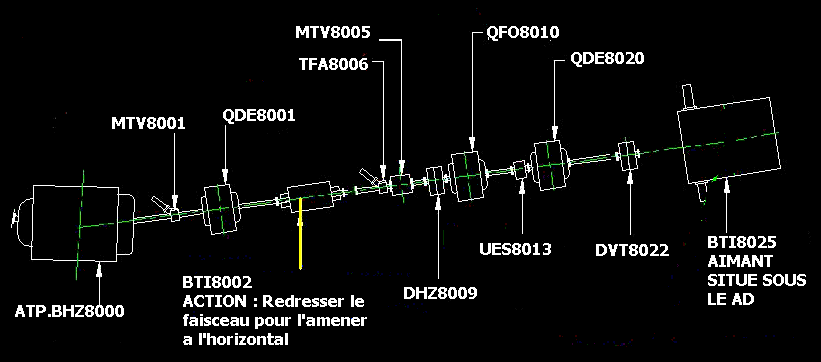 MTV8005
QFO8010
TFA8006
QDE8020
MTV8001
QDE8001
ATP.BHZ8000
BTI8002
ACTION : Redresser le
faisceau pour l'amener
a l'horizontal
DHZ8009
UES8013
DVT8022
BTI8025
AIMANT
SITUE SOUS
LE AD